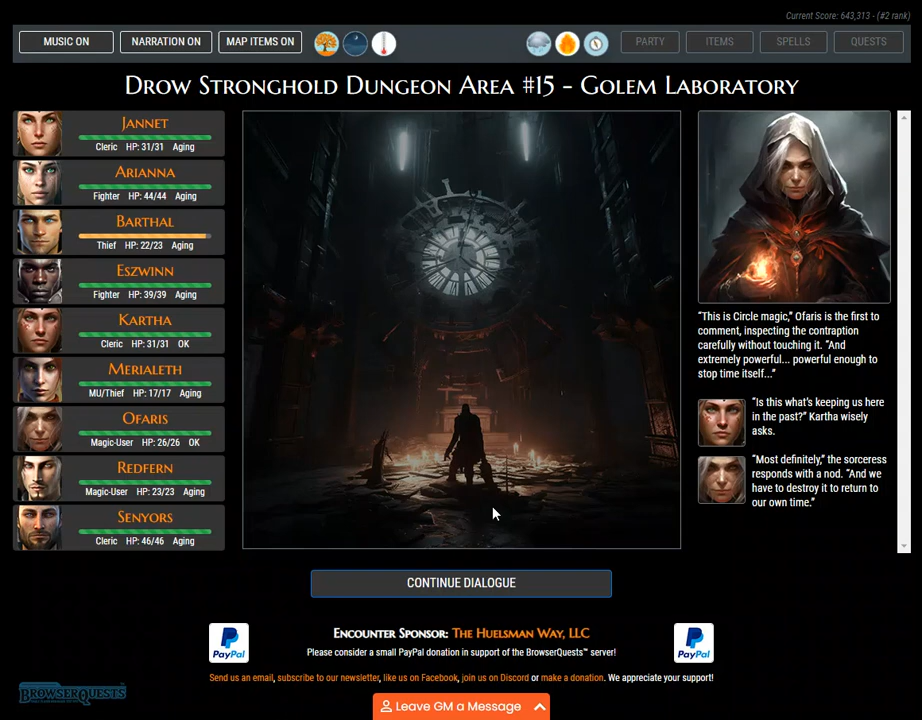 Current Score: 643,313 - (#2 rank)
MUSIC ON
NARRATION ON
MAP ITEMS ON
PARTY
ITEMS
SPELLS
QUESTS
Drow Stronghold Dungeon Area #15 - Golem Laboratory
Jannet
Cleric HP: 31/31 Aging
Arianna
Fighter HP: 44/44 Aging
Barthal
Thief HP: 22/23 Aging
Eszwinn
Fighter HP: 39/39 Aging
Kartha
Cleric HP: 31/31 OK
Merialeth
MU/Thief HP: 17/17 Aging
Ofaris
Magic-User HP: 26/26 OK
Redfern
Magic-User HP: 23/23 Aging
Senyors
Cleric HP: 46/46 Aging
“This is Circle magic,” Ofaris is the first to
comment, inspecting the contraption
carefully without touching it. “And
extremely powerful... powerful enough to
stop time itself...”
“Is this what’s keeping us here
in the past?” Kartha wisely
asks.
“Most definitely,” the sorceress
responds with a nod. “And we
have to destroy it to return to
our own time.”
CONTINUE DIALOGUE
PayPal
Encounter Sponsor: The Huelsman Way, LLC
Please consider a small PayPal donation in support of the BrowserQuests™ server!
PayPal
Send us an email, subscribe to our newsletter, like us on Facebook, join us on Discord or make a donation. We appreciate your support!
BrowserQuests
Leave GM a Message